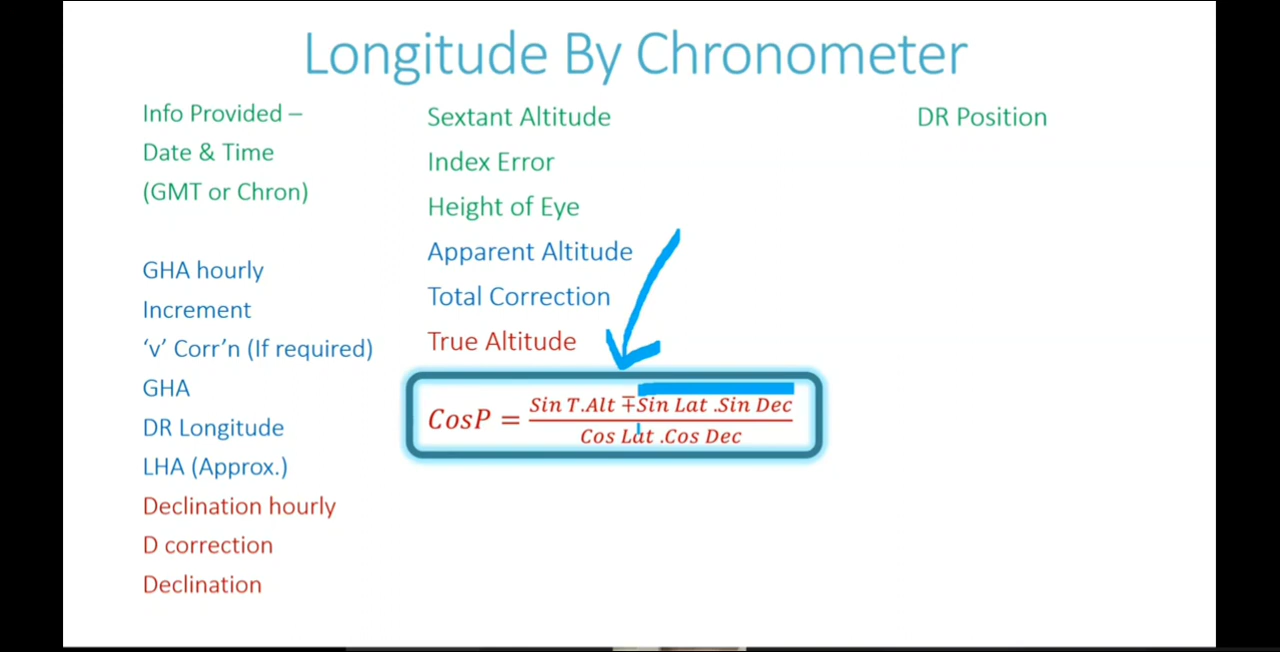 Longitude By Chronometer
Info Provided –
Date & Time
(GMT or Chron)
GHA hourly
Increment
‘v’ Corr’n (If required)
GHA
DR Longitude
LHA (Approx.)
Declination hourly
D correction
Declination
Sextant Altitude
Index Error
Height of Eye
Apparent Altitude
Total Correction
True Altitude
CosP = 
Sin T.Alt ∓Sin Lat .Sin Dec
Cos Lat .Cos Dec
DR Position